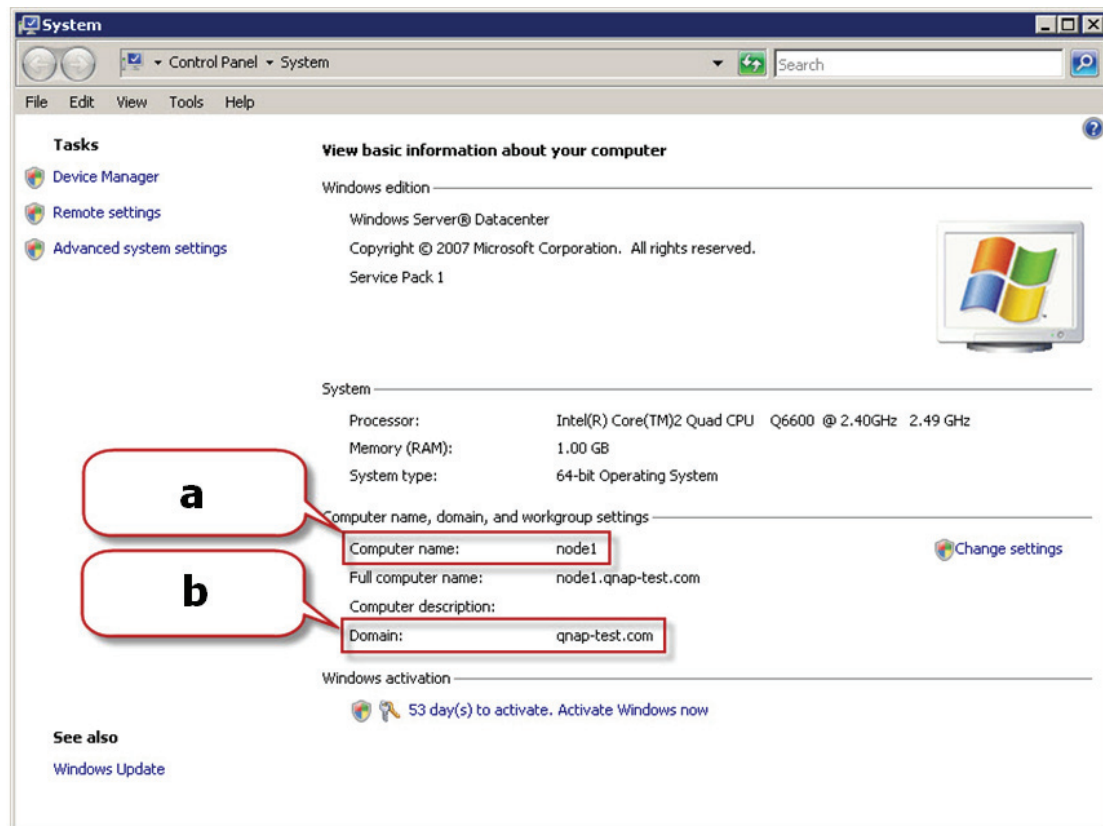 System
Control Panel System Search
File Edit View Tools Help
Tasks
Device Manager
Remote settings
Advanced system settings
View basic information about your computer
Windows edition
Windows Server® Datacenter
Copyright © 2007 Microsoft Corporation. All rights reserved.
Service Pack 1
System
Processor: Intel(R) Core(TM)2 Quad CPU Q6600 @ 2.40GHz 2.49 GHz
Memory (RAM): 1.00 GB
System type: 64-bit Operating System
a
Computer name, domain, and workgroup settings
Computer name: node1
Change settings
Full computer name: node1.qnap-test.com
b
Computer description:
Domain: qnap-test.com
Windows activation
53 day(s) to activate. Activate Windows now
See also
Windows Update